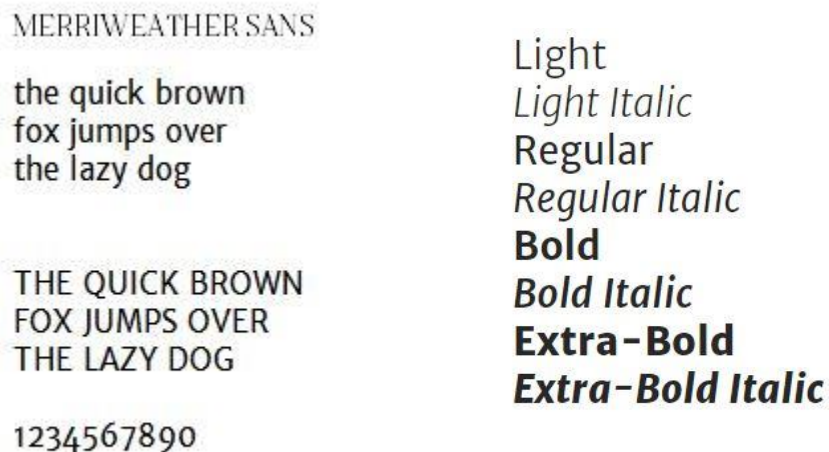 MERRIWEATHER SANS
the quick brown
fox jumps over
the lazy dog
THE QUICK BROWN
FOX JUMPS OVER
THE LAZY DOG
1234567890
Light
Light Italic
Regular
Regular Italic
Bold
Bold Italic
Extra-Bold
Extra-Bold Italic